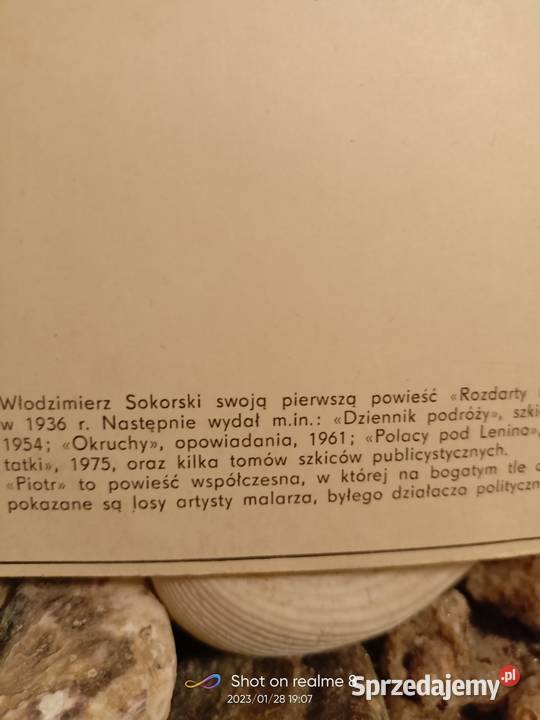 Włodzimierz Sokorski swoją pierwszą powieść «Rozdarty
w 1936 r. Następnie wydał m.in.: «Dziennik podróży», szki
1954; «Okruchy», opowiadania, 1961; «Polacy pod Lenino»,
tatki», 1975, oraz kilka tomów szkiców publicystycznych.
«Piotr» to powieść współczesna, w której na bogatym tle
pokazane są losy artysty malarza, byłego działacza polityczn
Shot on realme 8
2023/01/28 19:07
Sprzedajemy.pl